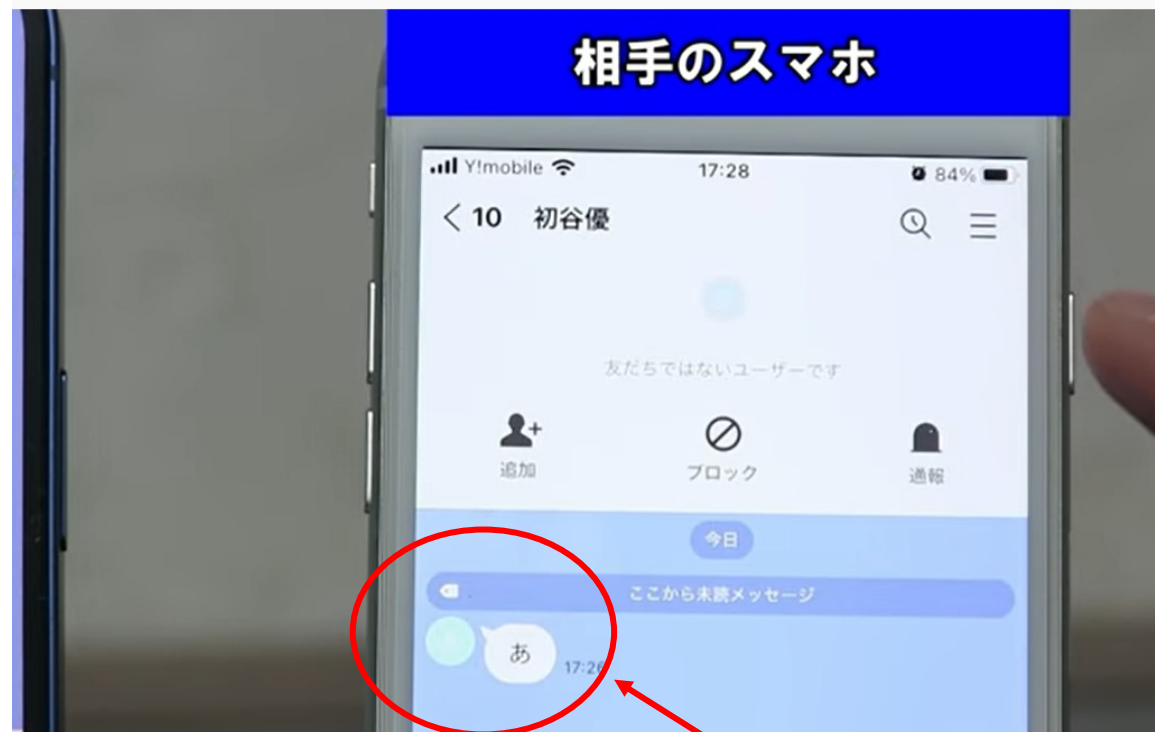 相手のスマホ
Y!mobile 17:28 84%
10 初谷優
友だちではないユーザーです
追加 ブロック 通報
今日
ここから未読メッセージ
あ 17:26